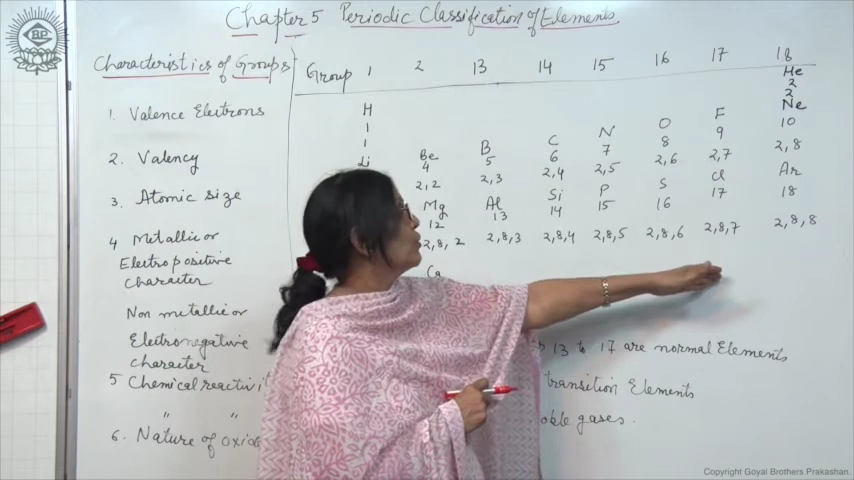 Chapter 5 Periodic Classification of Elements
Characteristics of Groups
1. Valence Electrons
2. Valency
3. Atomic size
4 Metallic or
Electropositive
character
Non metallic or
Electronegative
character
5 Chemical
" "
6. Nature of
Group 1 2 13 14 15 16 17 18
He
2
2
H Ne
1 B C N O F 10
1 Be 5 6 7 8 9 2,8
Li 4 2,3 2,4 2,5 2,6 2,7 Ar
2,2 Al Si P S Cl 18
Mg 13 14 15 16 17 2,8,8
12 2,8,3 2,8,4 2,8,5 2,8,6 2,8,7
2,8,2
Ca
13 to 17 are normal Elements
transition Elements
gases.
BP
Copyright Goyal Brothers Prakashan.